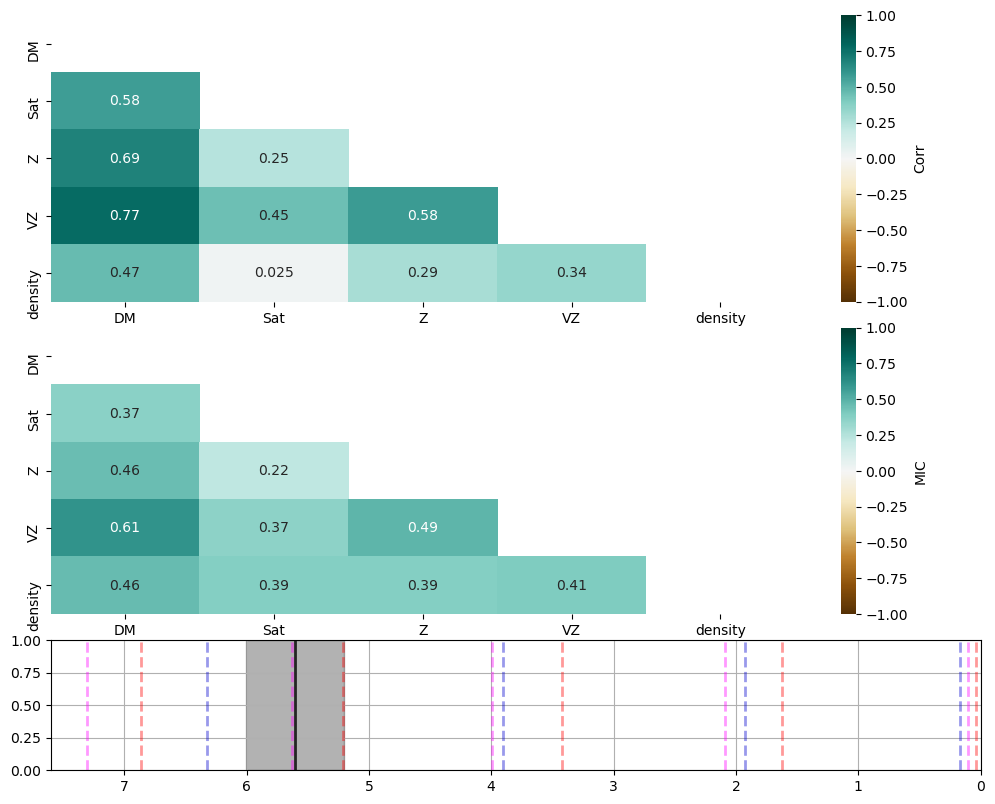 DM
Sat 0.58
Z 0.69 0.25
VZ 0.77 0.45 0.58
density 0.47 0.025 0.29 0.34
DM Sat Z VZ density
1.00
0.75
0.50
0.25
0.00
−0.25
−0.50
−0.75
−1.00
Corr
DM
Sat 0.37
Z 0.46 0.22
VZ 0.61 0.37 0.49
density 0.46 0.39 0.39 0.41
DM Sat Z VZ density
1.00
0.75
0.50
0.25
0.00
−0.25
−0.50
−0.75
−1.00
MIC
1.00
0.75
0.50
0.25
0.00
7 6 5 4 3 2 1 0